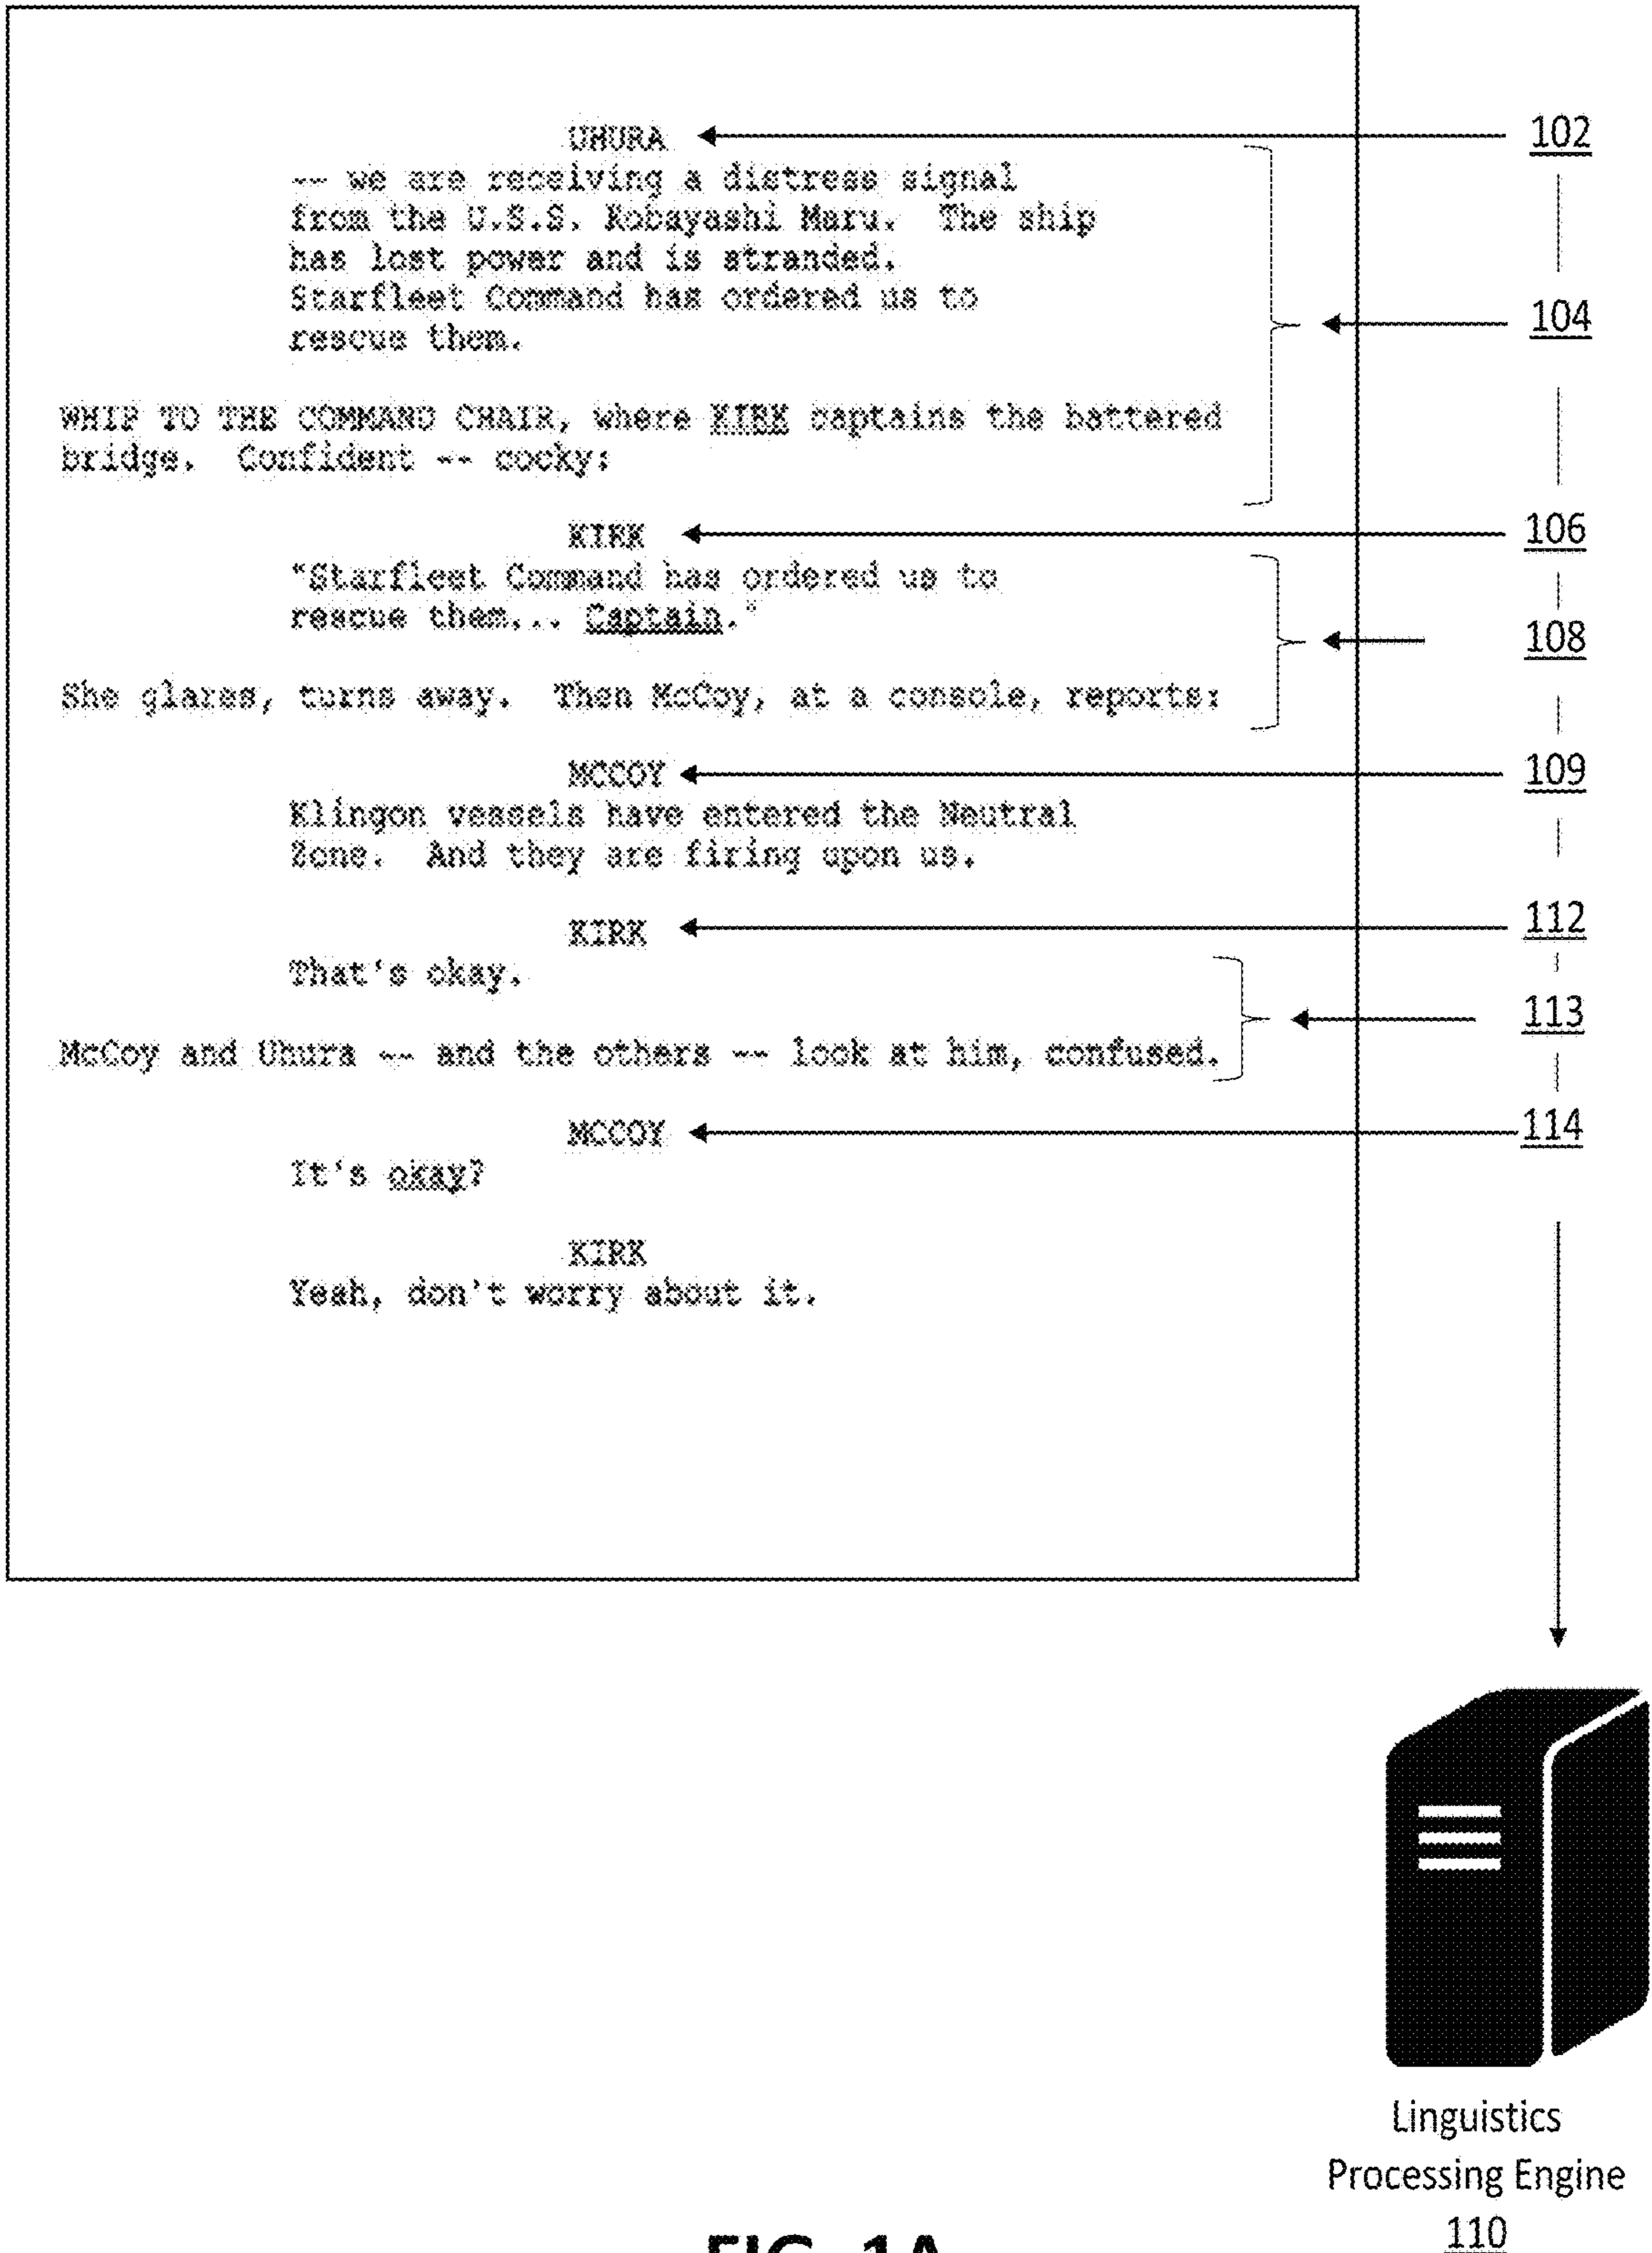 UHURA
102
-- we are receiving a distress signal
from the U.S.S. Kobayashi Maru. The ship
has lost power and is stranded.
Starfleet Command has ordered us to
104
rescue them.
WHIP TO THE COMMAND CHAIR, where KIRK captains the battered
bridge. Confident -- cocky:
KIRK
106
"Starfleet Command has ordered us to
rescue them... Captain."
108
She glares, turns away. Then McCoy, at a console, reports:
MCCOY
109
Klingon vessels have entered the Neutral
Zone. And they are firing upon us.
KIRK
112
That's okay.
113
McCoy and Uhura -- and the others -- look at him, confused.
MCCOY
114
It's okay?
KIRK
Yeah, don't worry about it.
Linguistics
Processing Engine
110
FIG. 1A